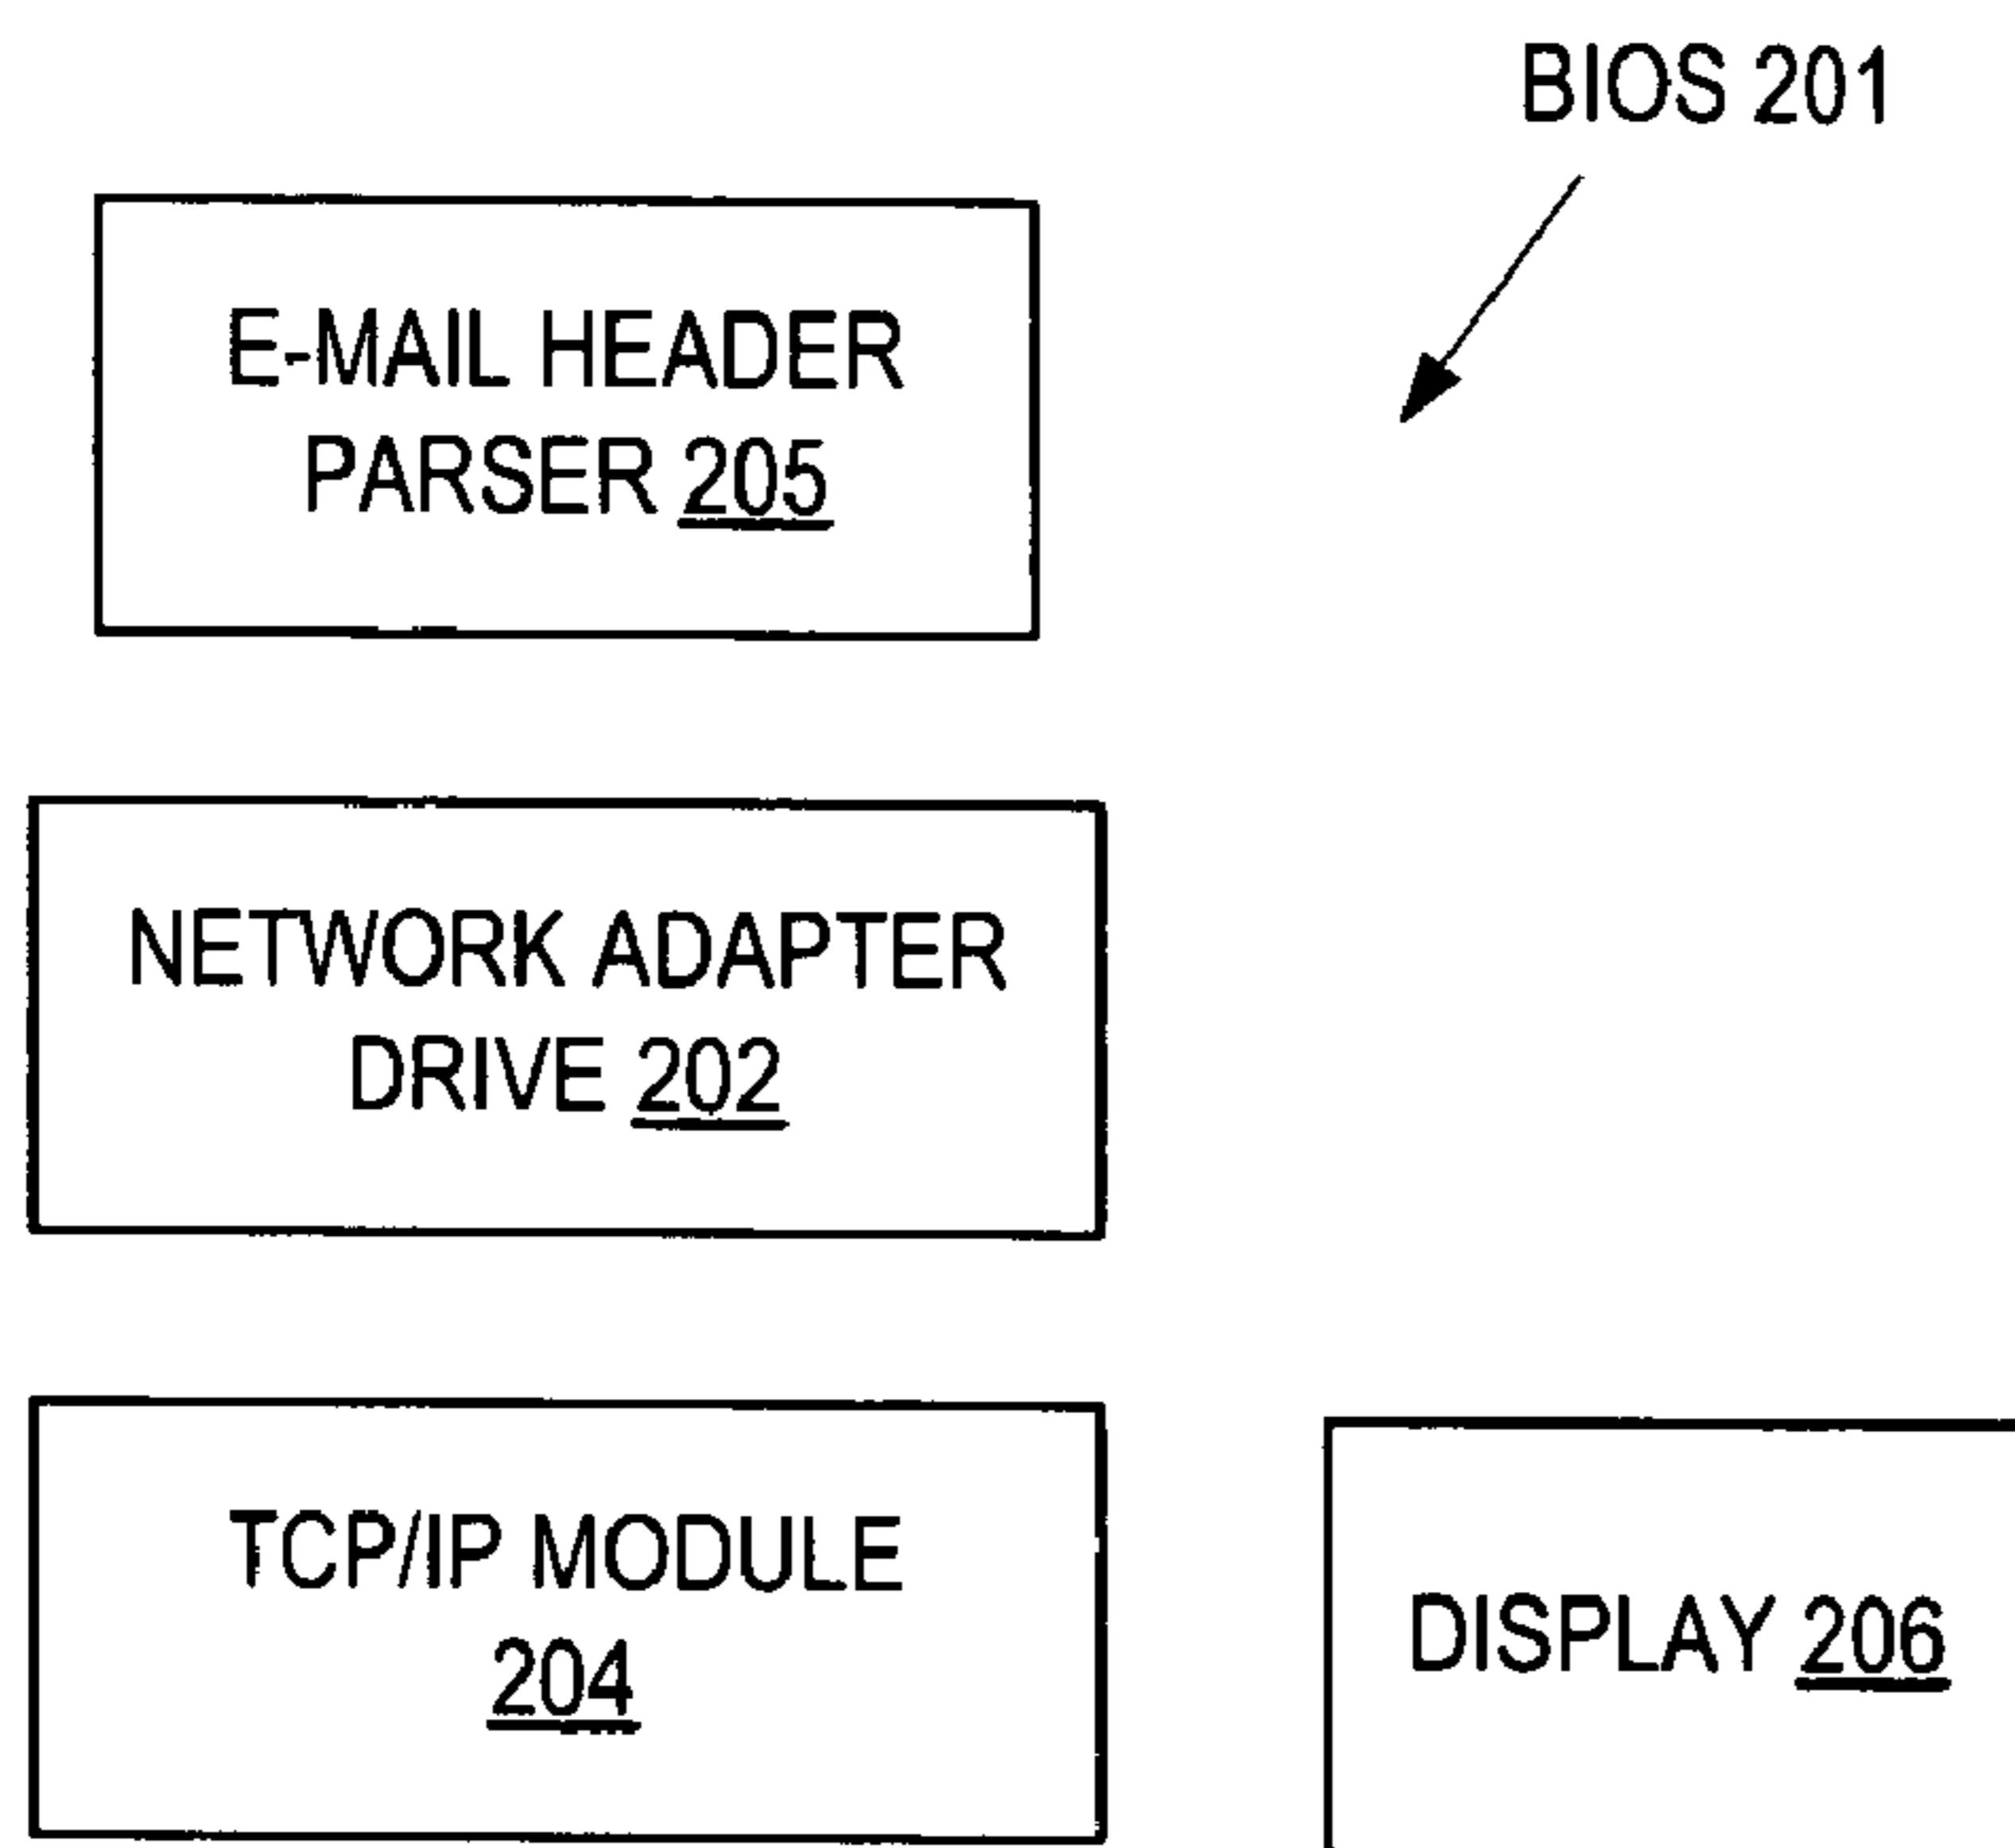 BIOS 201
E-MAIL HEADER
PARSER 205
NETWORK ADAPTER
DRIVE 202
TCP/IP MODULE
204
DISPLAY 206